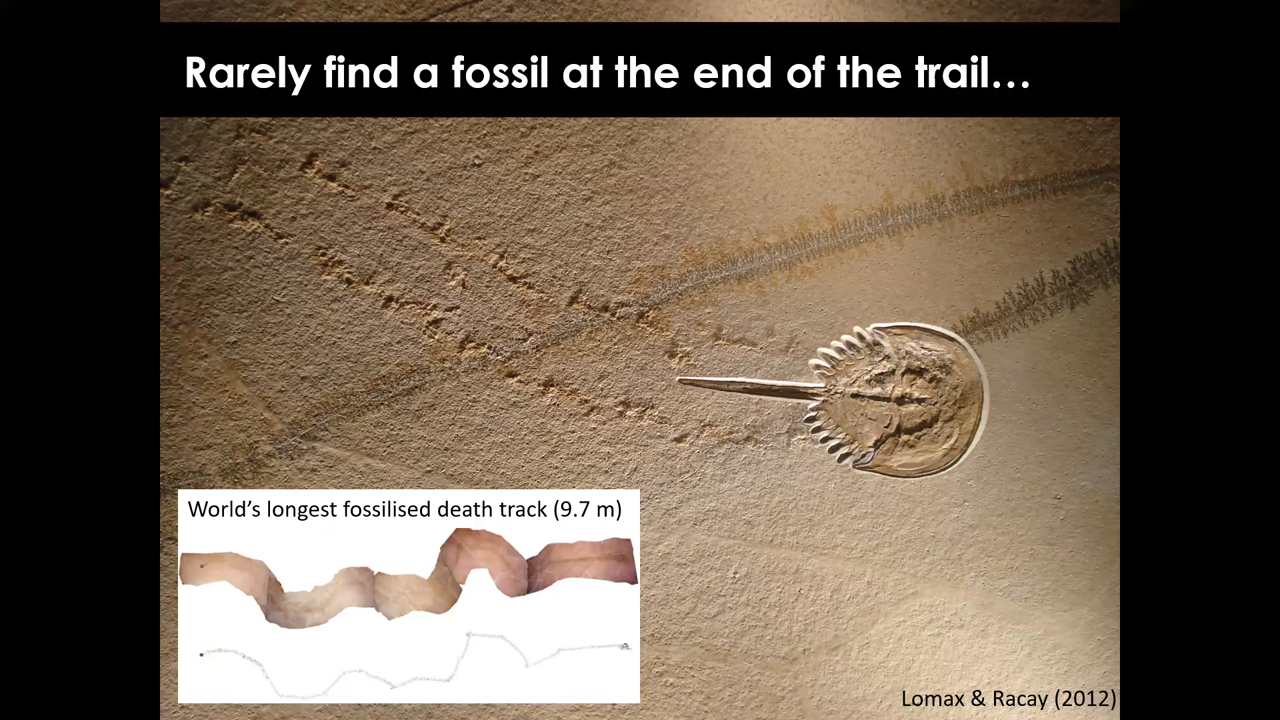 Rarely find a fossil at the end of the trail…
World's longest fossilised death track (9.7 m)
Lomax & Racay (2012)